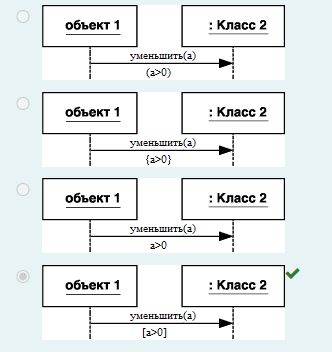 объект 1 : Класс 2
уменьшить(a)
(a>0)
объект 1 : Класс 2
уменьшить(a)
{a>0}
объект 1 : Класс 2
уменьшить(a)
a>0
объект 1 : Класс 2
уменьшить(a)
[a>0]